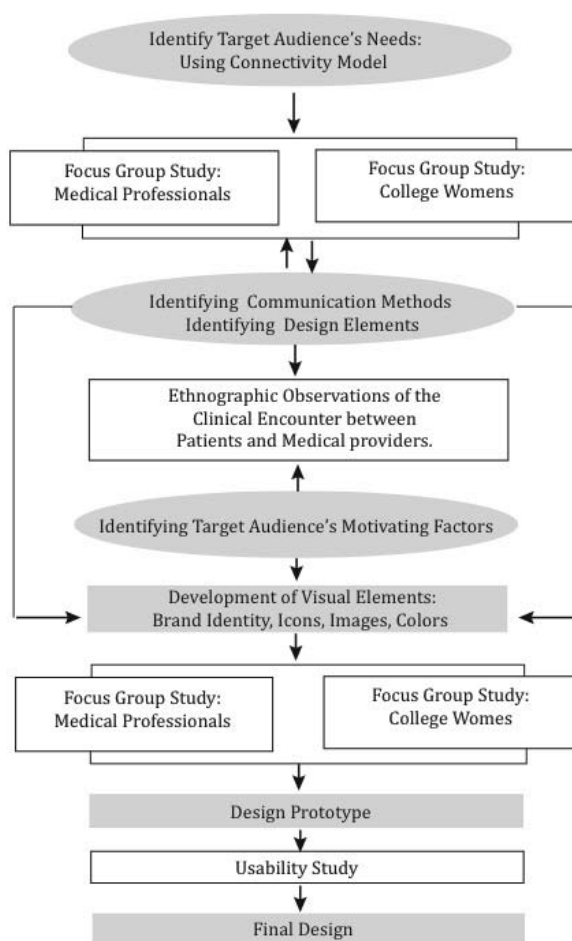 Identify Target Audience's Needs:
Using Connectivity Model
Focus Group Study:
Medical Professionals
Focus Group Study:
College Womens
Identifying Communication Methods
Identifying Design Elements
Ethnographic Observations of the
Clinical Encounter between
Patients and Medical providers.
Identifying Target Audience's Motivating Factors
Development of Visual Elements:
Brand Identity, Icons, Images, Colors
Focus Group Study:
Medical Professionals
Focus Group Study:
College Womes
Design Prototype
Usability Study
Final Design